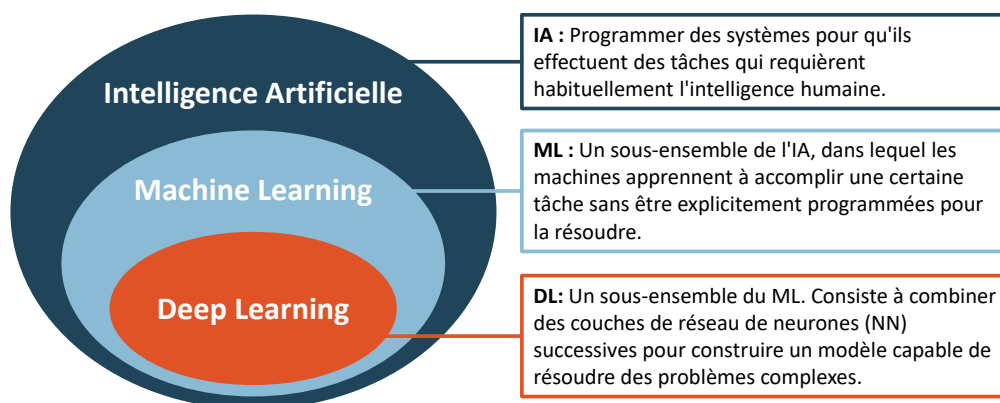 IA : Programmer des systèmes pour qu'ils
effectuent des tâches qui requièrent
habituellement l'intelligence humaine.
Intelligence Artificielle
ML : Un sous-ensemble de l'IA, dans lequel les
machines apprennent à accomplir une certaine
tâche sans être explicitement programmées pour
la résoudre.
Machine Learning
DL: Un sous-ensemble du ML. Consiste à combiner
des couches de réseau de neurones (NN)
successives pour construire un modèle capable de
résoudre des problèmes complexes.
Deep Learning